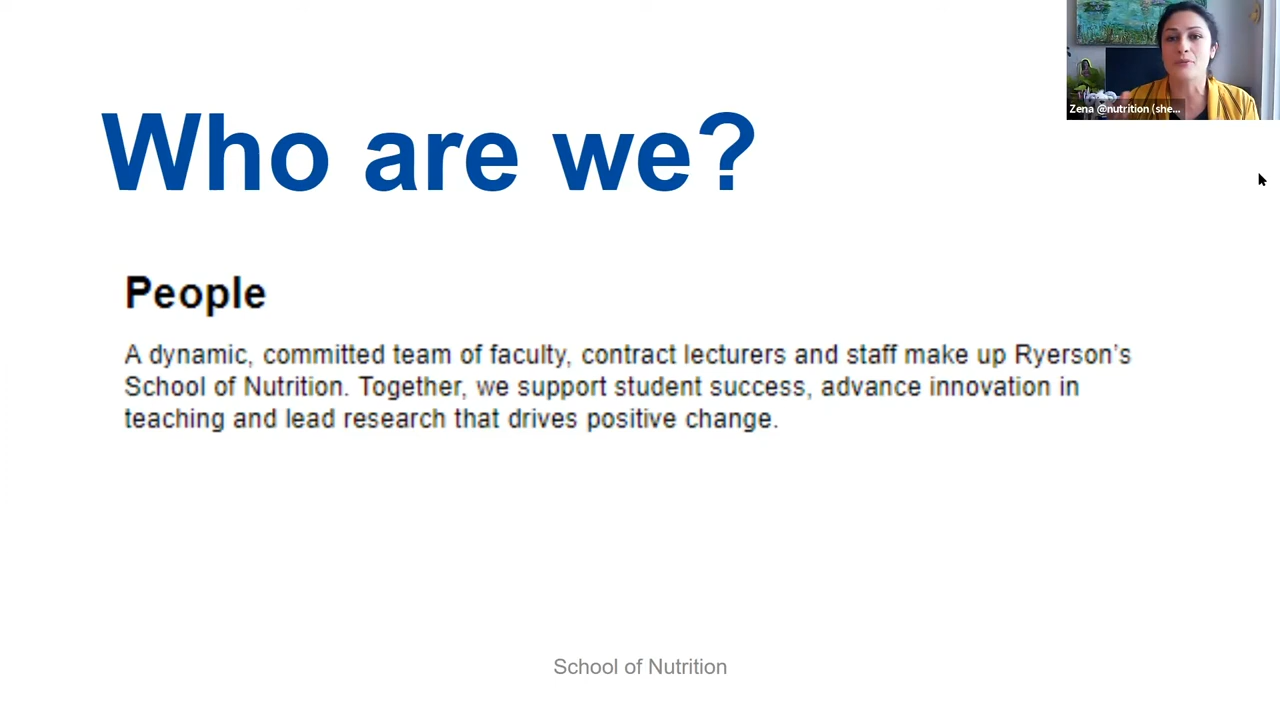 Zena @nutrition (she...
Who are we?
People
A dynamic, committed team of faculty, contract lecturers and staff make up Ryerson’s
School of Nutrition. Together, we support student success, advance innovation in
teaching and lead research that drives positive change.
School of Nutrition